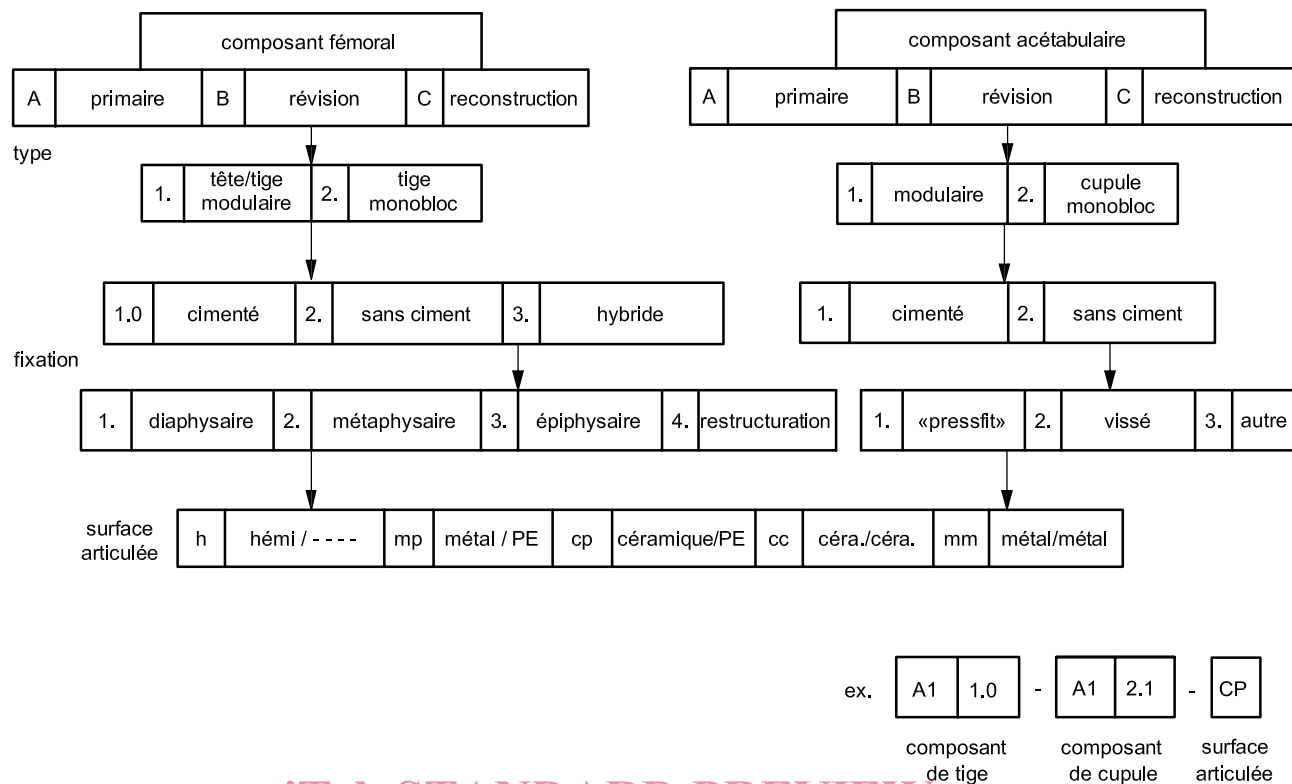 composant fémoral
A primaire B révision C reconstruction
composant acétabulaire
A primaire B révision C reconstruction
type
1. tête/tige modulaire 2. tige monobloc
1. modulaire 2. cupule monobloc
1.0 cimenté 2. sans ciment 3. hybride
1. cimenté 2. sans ciment
fixation
1. diaphysaire 2. métaphysaire 3. épiphysaire 4. restructuration
1. «pressfit» 2. vissé 3. autre
surface articulée
h hémi / - - - - mp métal / PE cp céramique/PE cc céra./céra. mm métal/métal
ex. A1 1.0 - A1 2.1 - CP
composant de tige
composant de cupule
surface articulée
STANDARD PREVIEW